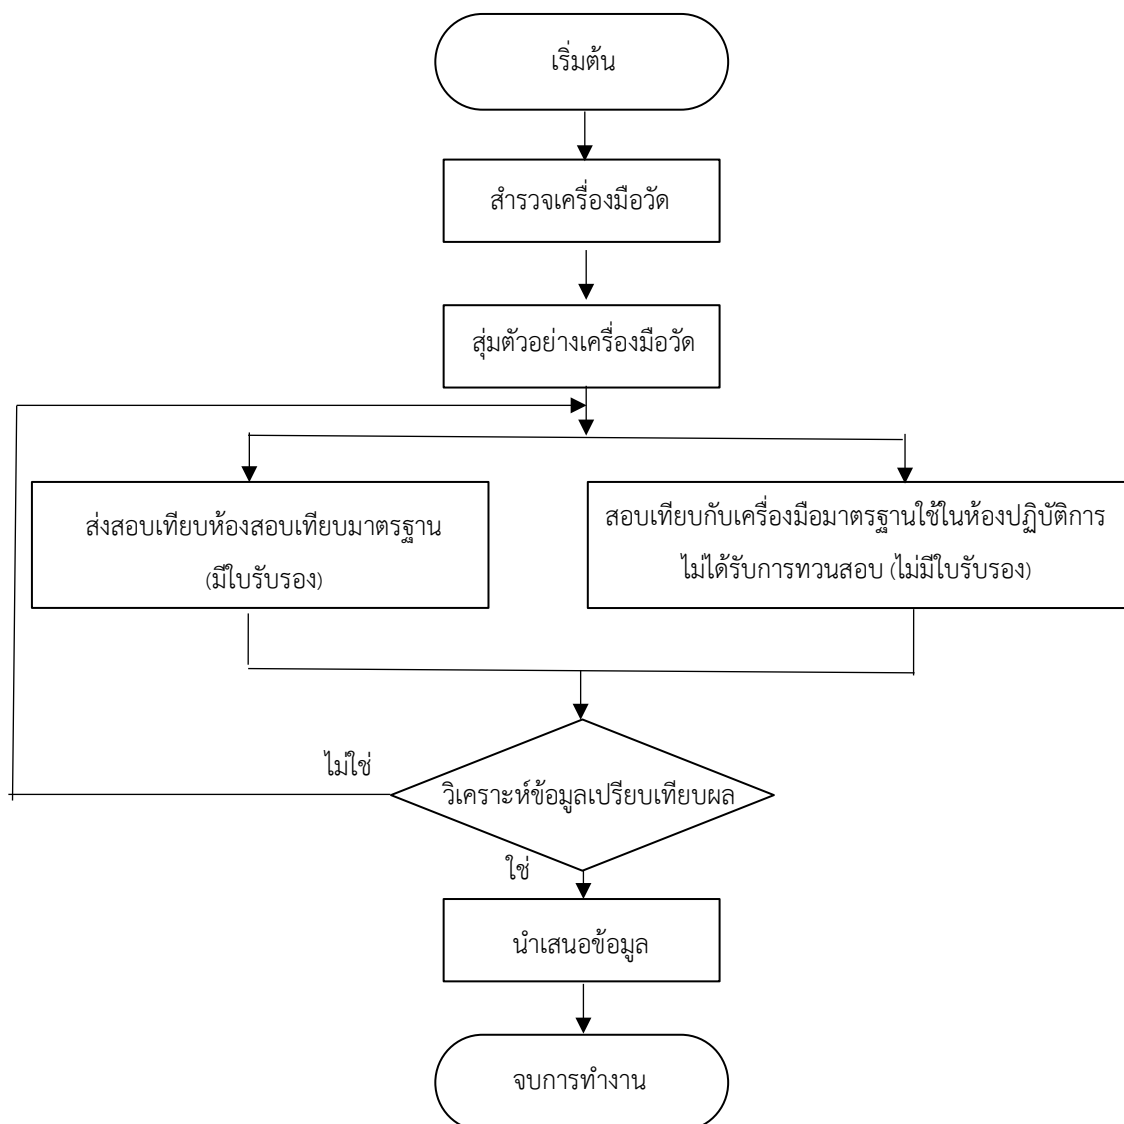 เริ่มต้น
สำรวจเครื่องมือวัด
สุ่มตัวอย่างเครื่องมือวัด
ส่งสอบเทียบห้องสอบเทียบมาตรฐาน
(มีใบรับรอง)
สอบเทียบกับเครื่องมือมาตรฐานใช้ในห้องปฏิบัติการ
ไม่ได้รับการทวนสอบ (ไม่มีใบรับรอง)
ไม่ใช่
วิเคราะห์ข้อมูลเปรียบเทียบผล
ใช่
นำเสนอข้อมูล
จบการทำงาน